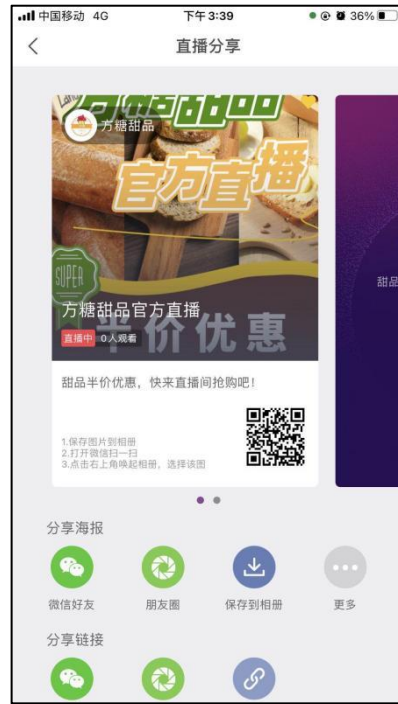 中国移动 4G 下午3:39 36%
直播分享
方糖甜品
方糖甜品
官方直播
SUPER
方糖甜品官方直播
半价优惠
直播中 0人观看
甜品半价优惠，快来直播间抢购吧！
1.保存图片到相册
2.打开微信扫一扫
3.点击右上角唤起相册，选择该图
甜品
分享海报
微信好友 朋友圈 保存到相册 更多
分享链接